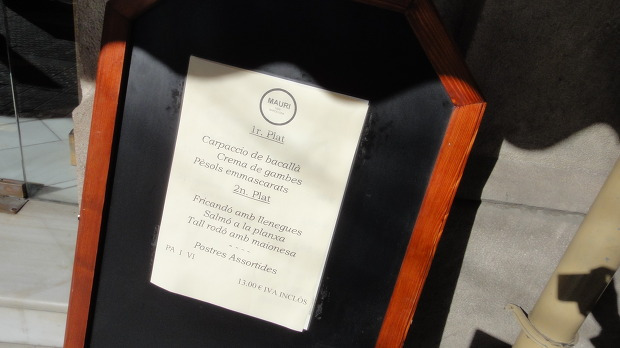 MAURI
1r. Plat
Carpaccio de bacallà
Crema de gambes
Pèsols emmascarats
2n. Plat
Fricandó amb llenegues
Salmó a la planxa
Tall rodó amb maionesa
- - - -
Postres Assortides
PA I VI
13,00 € IVA INCLÒS